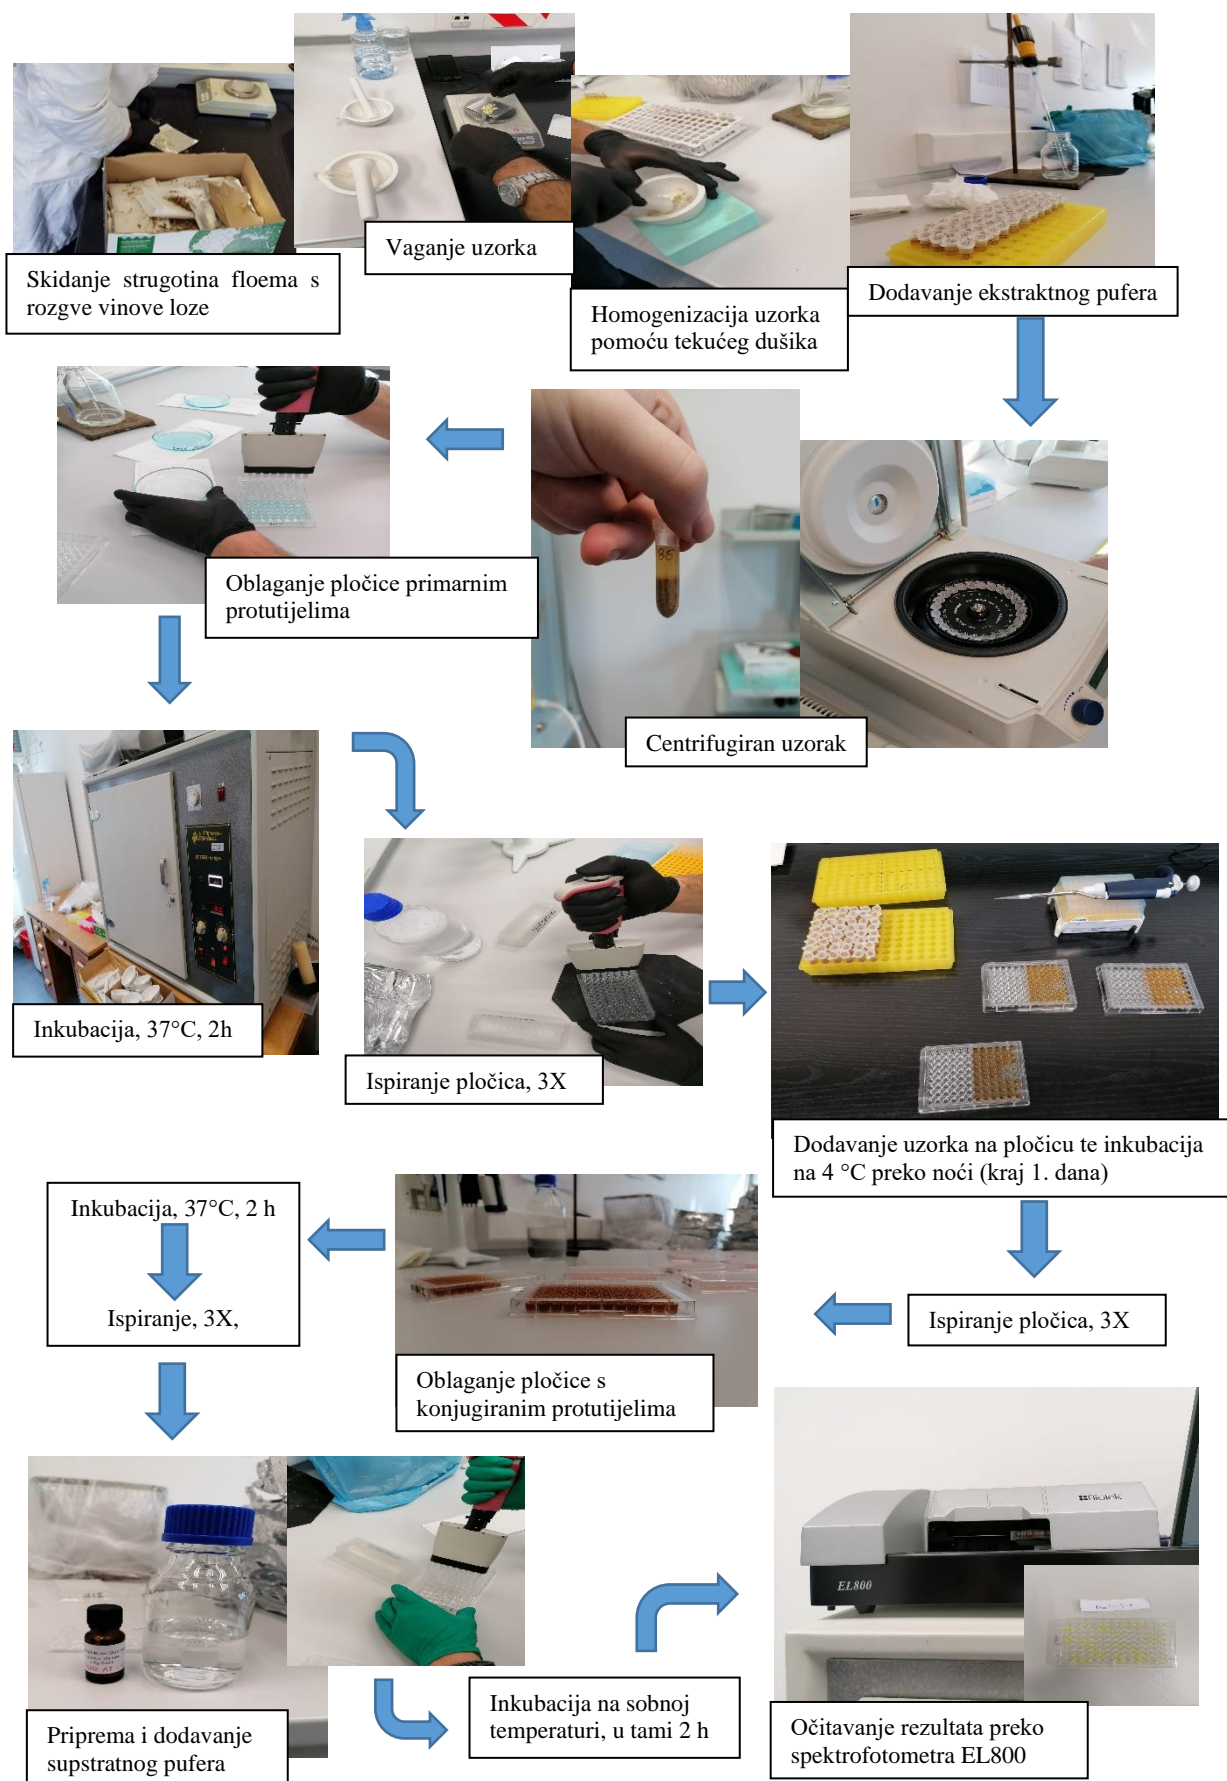 Skidanje strugotina floema s
rozgve vinove loze
Vaganje uzorka
Homogenizacija uzorka
pomoću tekućeg dušika
Dodavanje ekstraktnog pufera
35
Centrifugiran uzorak
Oblaganje pločice primarnim
protutijelima
Inkubacija, 37°C, 2h
Ispiranje pločica, 3X
Dodavanje uzorka na pločicu te inkubacija
na 4 °C preko noći (kraj 1. dana)
Ispiranje pločica, 3X
Oblaganje pločice s
konjugiranim protutijelima
Inkubacija, 37°C, 2 h
Ispiranje, 3X,
250
Priprema i dodavanje
supstratnog pufera
Inkubacija na sobnoj
temperaturi, u tami 2 h
BioTek
EL800
Očitavanje rezultata preko
spektrofotometra EL800